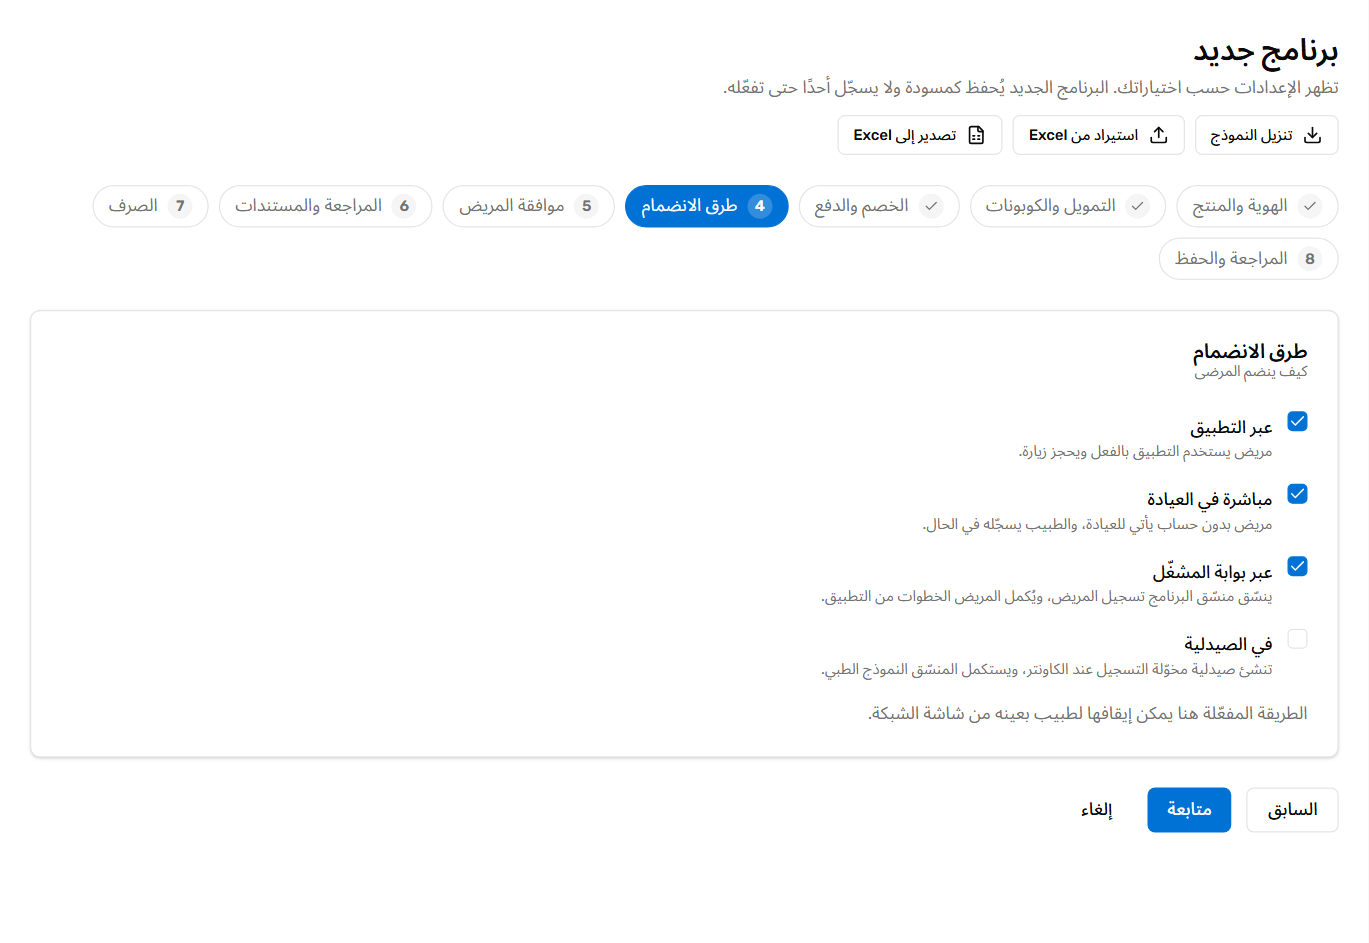 برنامج جديد
تظهر الإعدادات حسب اختياراتك. البرنامج الجديد يُحفظ كمسودة ولا يسجّل أحدًا حتى تفعّله.
تنزيل النموذج
استيراد من Excel
تصدير إلى Excel
الهوية والمنتج
التمويل والكوبونات
الخصم والدفع
4 طرق الانضمام
5 موافقة المريض
6 المراجعة والمستندات
7 الصرف
8 المراجعة والحفظ
طرق الانضمام
كيف ينضم المرضى
عبر التطبيق
مريض يستخدم التطبيق بالفعل ويحجز زيارة.
مباشرة في العيادة
مريض بدون حساب يأتي للعيادة، والطبيب يسجّله في الحال.
عبر بوابة المشغّل
ينسّق منسّق البرنامج تسجيل المريض، ويُكمل المريض الخطوات من التطبيق.
في الصيدلية
تنشئ صيدلية مخوّلة التسجيل عند الكاونتر، ويستكمل المنسّق النموذج الطبي.
الطريقة المفعّلة هنا يمكن إيقافها لطبيب بعينه من شاشة الشبكة.
السابق
متابعة
إلغاء